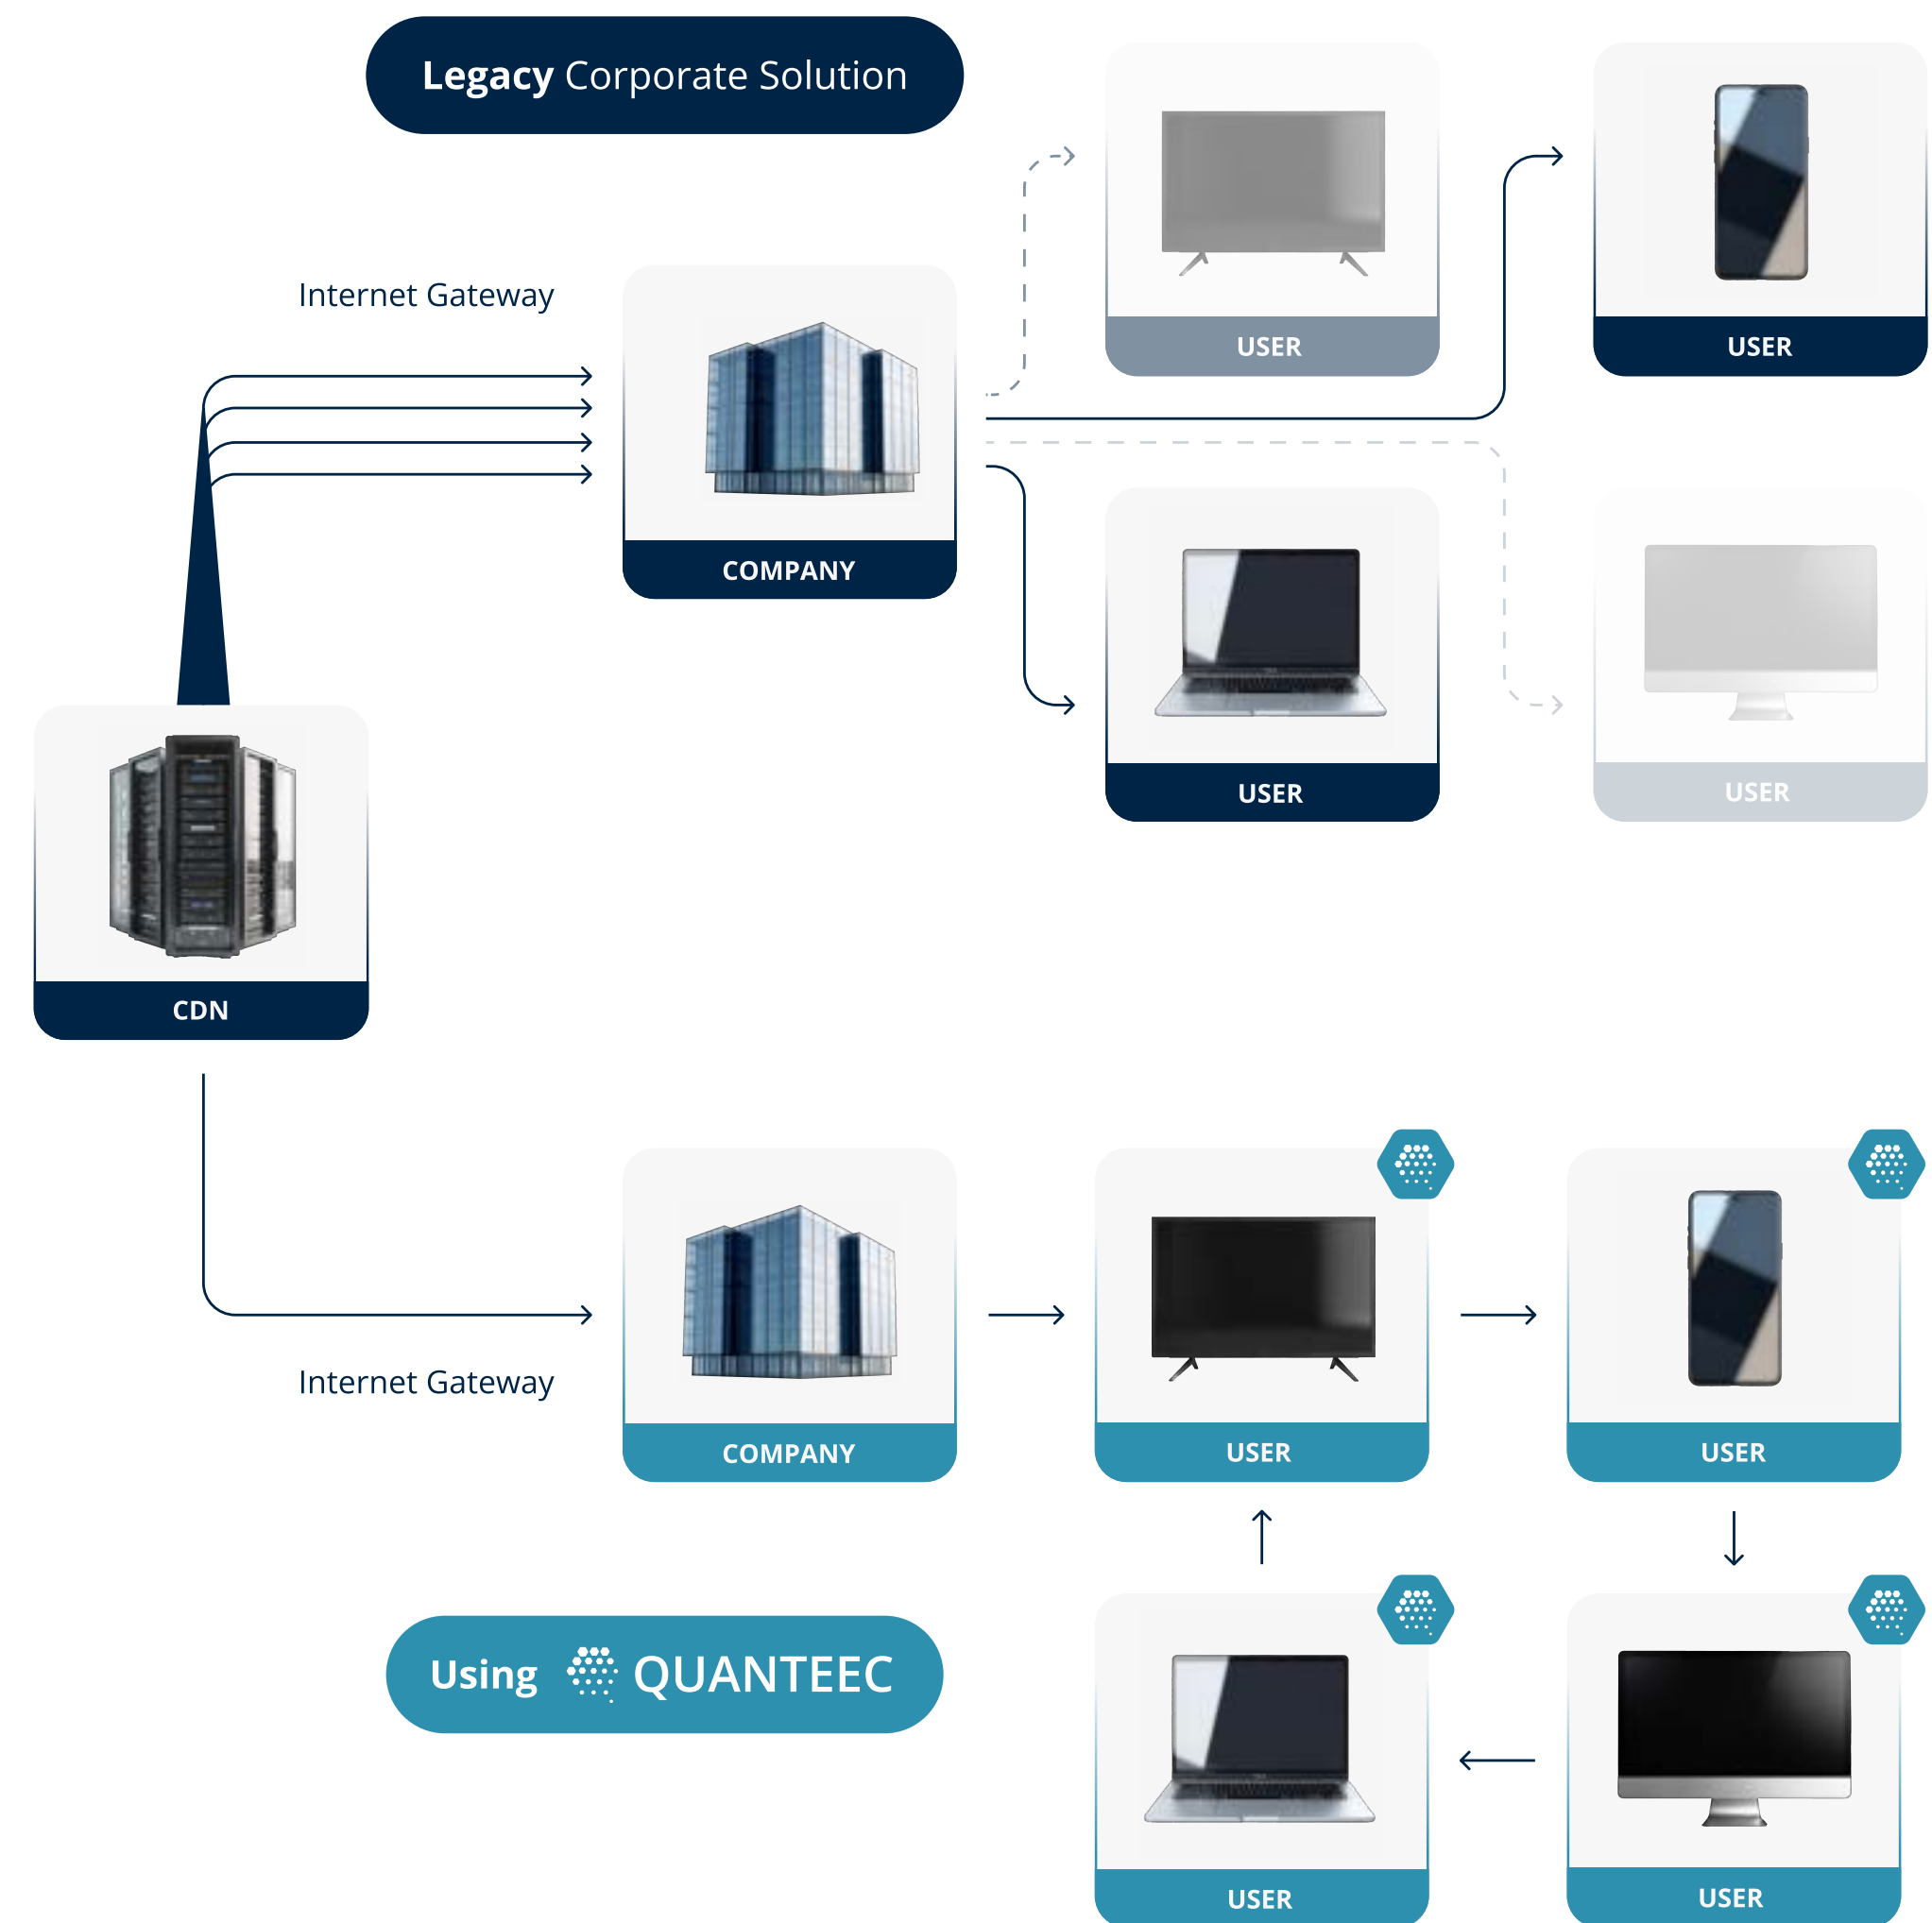 Legacy Corporate Solution
Internet Gateway
COMPANY
USER
USER
USER
USER
CDN
Internet Gateway
COMPANY
USER
USER
Using QUANTEEC
USER
USER